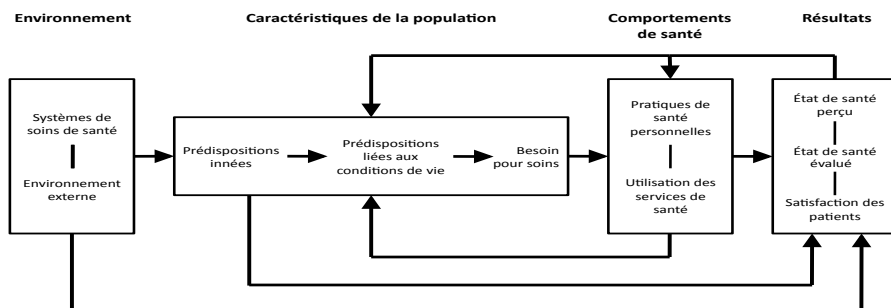 Environnement
Caractéristiques de la population
Comportements
de santé
Résultats
Systèmes de
soins de santé
Environnement
externe
Prédispositions
innées
Prédispositions
liées aux
conditions de vie
Besoin
pour soins
Pratiques de
santé
personnelles
Utilisation des
services de
santé
État de santé
perçu
État de santé
évalué
Satisfaction des
patients